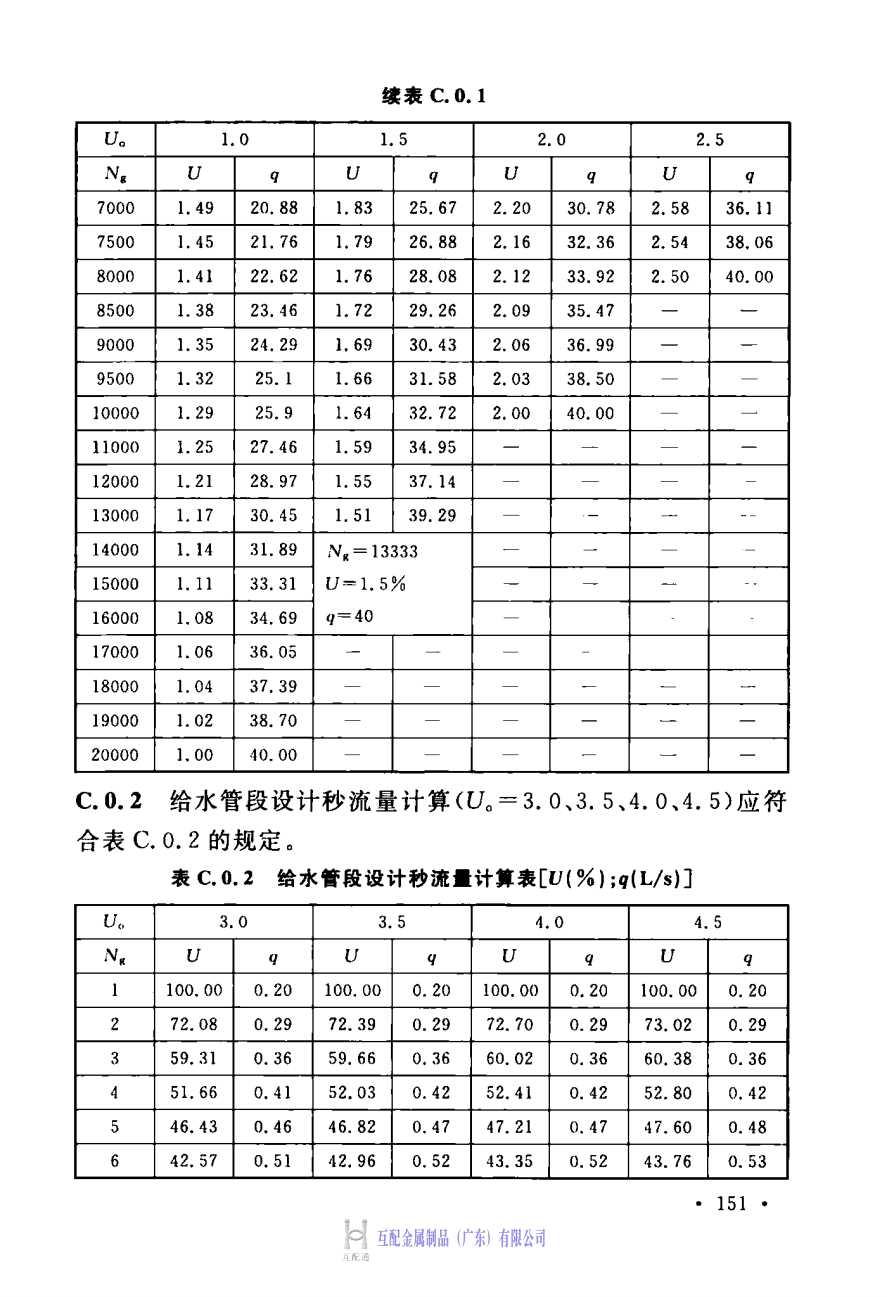 续表 C. 0. 1
U₀ 1. 0 1. 5 2. 0 2. 5
Ng U q U q U q U q
7000 1. 49 20. 88 1. 83 25. 67 2. 20 30. 78 2. 58 36. 11
7500 1. 45 21. 76 1. 79 26. 88 2. 16 32. 36 2. 54 38. 06
8000 1. 41 22. 62 1. 76 28. 08 2. 12 33. 92 2. 50 40. 00
8500 1. 38 23. 46 1. 72 29. 26 2. 09 35. 47 — —
9000 1. 35 24. 29 1. 69 30. 43 2. 06 36. 99 — —
9500 1. 32 25. 1 1. 66 31. 58 2. 03 38. 50 — —
10000 1. 29 25. 9 1. 64 32. 72 2. 00 40. 00 — —
11000 1. 25 27. 46 1. 59 34. 95 — — — —
12000 1. 21 28. 97 1. 55 37. 14 — — — —
13000 1. 17 30. 45 1. 51 39. 29 — — — —
14000 1. 14 31. 89 Ng=13333 — — — —
15000 1. 11 33. 31 U=1. 5% — — — —
16000 1. 08 34. 69 q=40 —
17000 1. 06 36. 05 — — — —
18000 1. 04 37. 39 — — — — — —
19000 1. 02 38. 70 — — — — — —
20000 1. 00 40. 00 — — — — — —
C. 0. 2 给水管段设计秒流量计算(U₀=3. 0、3. 5、4. 0、4. 5)应符
合表 C. 0. 2 的规定。
表 C. 0. 2 给水管段设计秒流量计算表[U(%);q(L/s)]
U₀ 3. 0 3. 5 4. 0 4. 5
Ng U q U q U q U q
1 100. 00 0. 20 100. 00 0. 20 100. 00 0. 20 100. 00 0. 20
2 72. 08 0. 29 72. 39 0. 29 72. 70 0. 29 73. 02 0. 29
3 59. 31 0. 36 59. 66 0. 36 60. 02 0. 36 60. 38 0. 36
4 51. 66 0. 41 52. 03 0. 42 52. 41 0. 42 52. 80 0. 42
5 46. 43 0. 46 46. 82 0. 47 47. 21 0. 47 47. 60 0. 48
6 42. 57 0. 51 42. 96 0. 52 43. 35 0. 52 43. 76 0. 53
• 151 •
互配金属制品（广东）有限公司
互配通